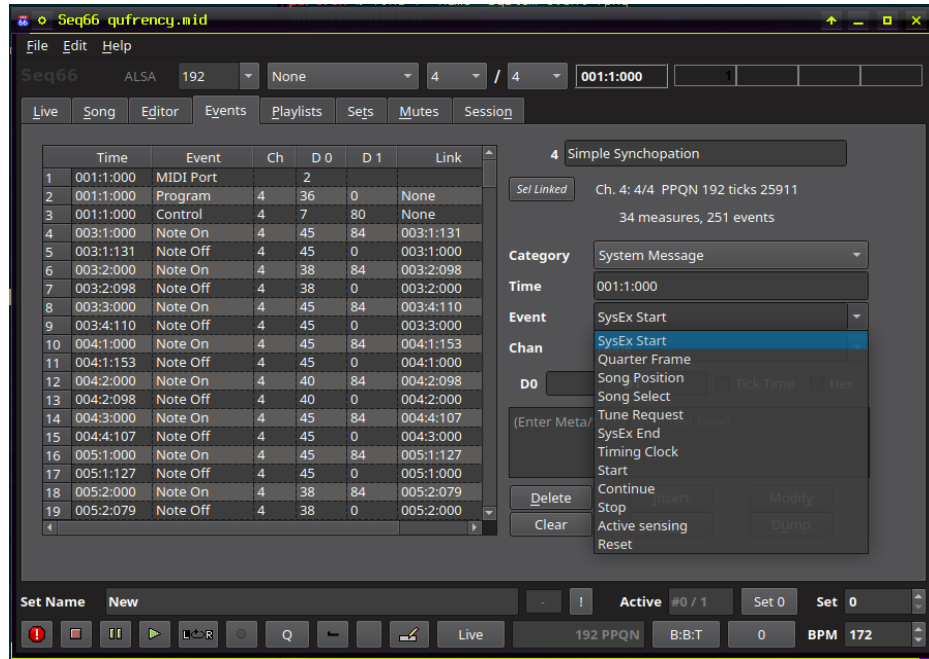 Seq66 qufrency.mid
File Edit Help
Seq66 ALSA 192 None 4 / 4 001:1:000 1
Live Song Editor Events Playlists Sets Mutes Session
Time Event Ch D 0 D 1 Link
1 001:1:000 MIDI Port 2
2 001:1:000 Program 4 36 0 None
3 001:1:000 Control 4 7 80 None
4 003:1:000 Note On 4 45 84 003:1:131
5 003:1:131 Note Off 4 45 0 003:1:000
6 003:2:000 Note On 4 38 84 003:2:098
7 003:2:098 Note Off 4 38 0 003:2:000
8 003:3:000 Note On 4 45 84 003:4:110
9 003:4:110 Note Off 4 45 0 003:3:000
10 004:1:000 Note On 4 45 84 004:1:153
11 004:1:153 Note Off 4 45 0 004:1:000
12 004:2:000 Note On 4 40 84 004:2:098
13 004:2:098 Note Off 4 40 0 004:2:000
14 004:3:000 Note On 4 45 84 004:4:107
15 004:4:107 Note Off 4 45 0 004:3:000
16 005:1:000 Note On 4 45 84 005:1:127
17 005:1:127 Note Off 4 45 0 005:1:000
18 005:2:000 Note On 4 38 84 005:2:079
19 005:2:079 Note Off 4 38 0 005:2:000
4 Simple Synchopation
Sel Linked Ch. 4: 4/4 PPQN 192 ticks 25911
34 measures, 251 events
Category System Message
Time 001:1:000
Event SysEx Start
Chan
SysEx Start
Quarter Frame
Song Position
Song Select
Tune Request
SysEx End
Timing Clock
Start
Continue
Stop
Active sensing
Reset
D0 Tick Time Hex
(Enter Meta/ here)
Delete Insert Modify
Clear Dump
Set Name New - ! Active #0 / 1 Set 0 Set 0
L R Q Live 192 PPQN B:B:T 0 BPM 172